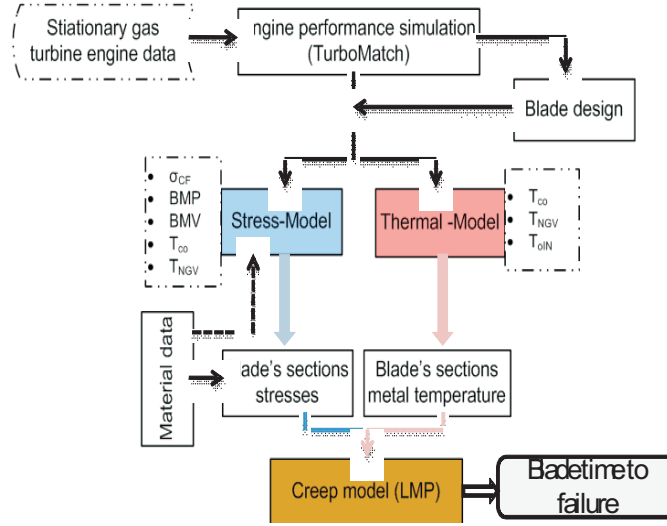 Stiationary gas
turbine engine data
ngine performance simulation
(TurboMatch)
Blade design
• σCF
• BMP
• BMV
• Tco
• TNGV
Stress-Model
Thermal -Model
• Tco
• TNGV
• ToIN
Material data
ade's sections
stresses
Blade's sections
metal temperature
Creep model (LMP)
Bladetimeto
failure